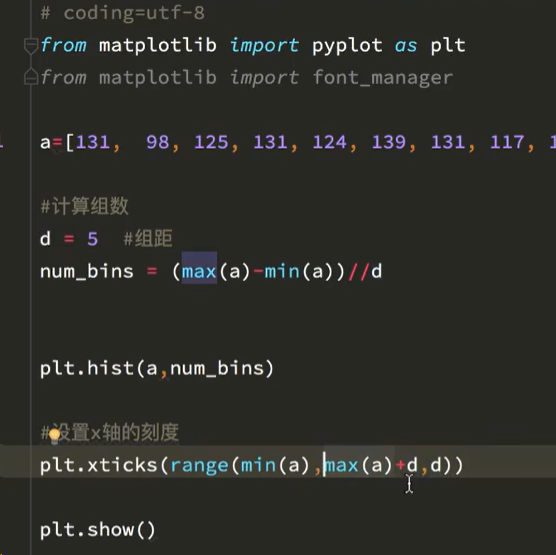 # coding=utf-8
from matplotlib import pyplot as plt
from matplotlib import font_manager
a=[131,  98, 125, 131, 124, 139, 131, 117,
#计算组数
d = 5  #组距
num_bins = (max(a)-min(a))//d
plt.hist(a,num_bins)
#设置x轴的刻度
plt.xticks(range(min(a),max(a)+d,d))
plt.show()